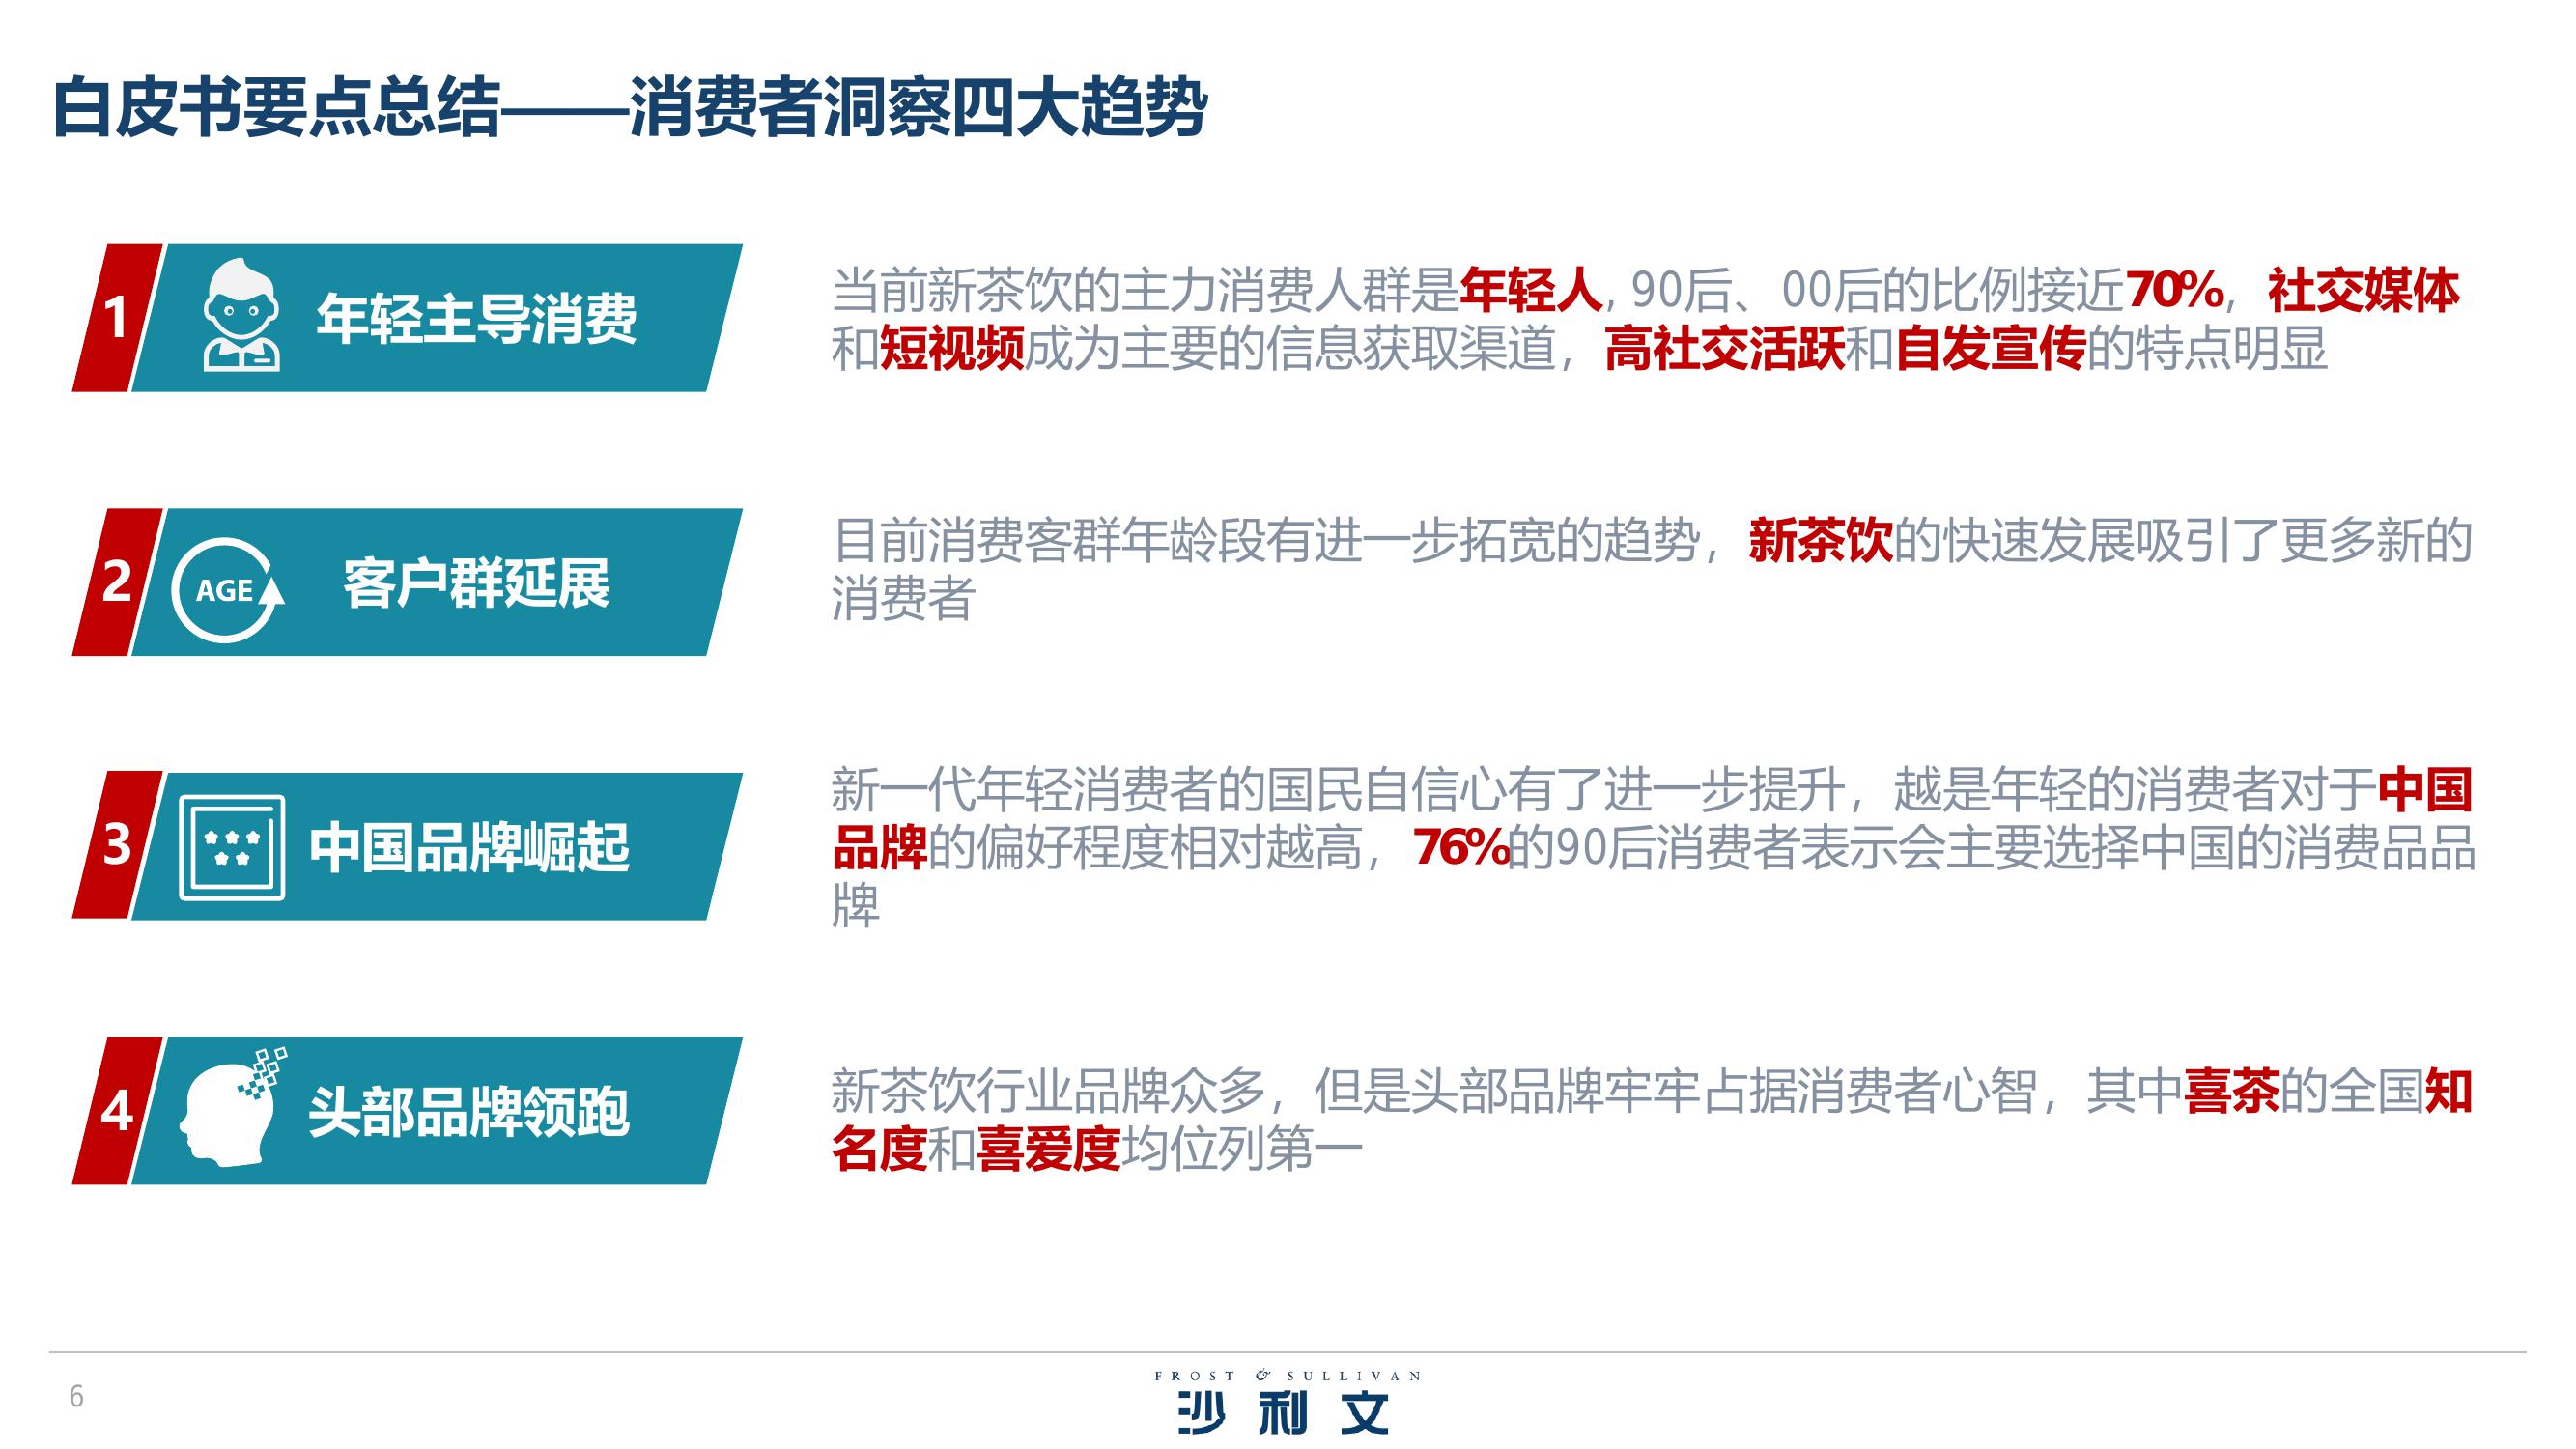 白皮书要点总结——消费者洞察四大趋势
1
年轻主导消费
当前新茶饮的主力消费人群是年轻人, 90后、00后的比例接近70%，社交媒体
和短视频成为主要的信息获取渠道，高社交活跃和自发宣传的特点明显
2
AGE
客户群延展
目前消费客群年龄段有进一步拓宽的趋势，新茶饮的快速发展吸引了更多新的
消费者
3
中国品牌崛起
新一代年轻消费者的国民自信心有了进一步提升，越是年轻的消费者对于中国
品牌的偏好程度相对越高，76%的90后消费者表示会主要选择中国的消费品品
牌
4
头部品牌领跑
新茶饮行业品牌众多，但是头部品牌牢牢占据消费者心智，其中喜茶的全国知
名度和喜爱度均位列第一
6
FROST & SULLIVAN
沙利文